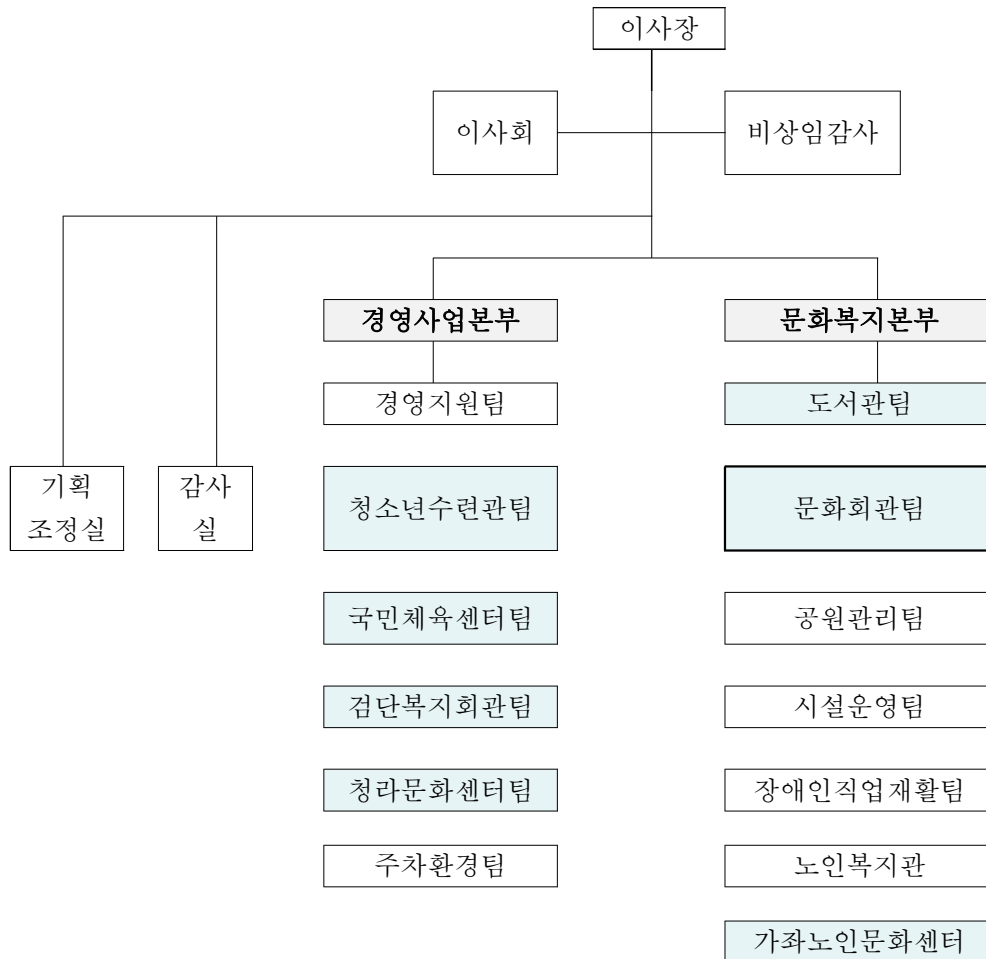 이사장
이사회
비상임감사
경영사업본부
문화복지본부
경영지원팀
도서관팀
기획
조정실
감사
실
청소년수련관팀
문화회관팀
국민체육센터팀
공원관리팀
검단복지회관팀
시설운영팀
청라문화센터팀
장애인직업재활팀
주차환경팀
노인복지관
가좌노인문화센터